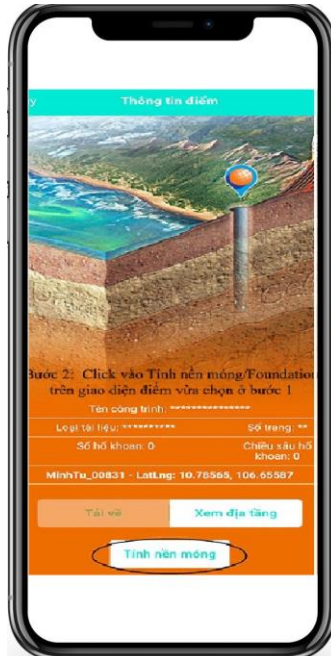 y
Thông tin điểm
Bước 2: Click vào Tính nền móng/Foundation
trên giao diện điểm vừa chọn ở bước 1
Tên công trình: ***************
Loại tài liệu: **********
Số trang: **
Số hố khoan: 0
Chiều sâu hố
khoan: 0
MinhTu_00831 - LatLng: 10.78565, 106.65587
Tải về
Xem địa tầng
Tính nền móng